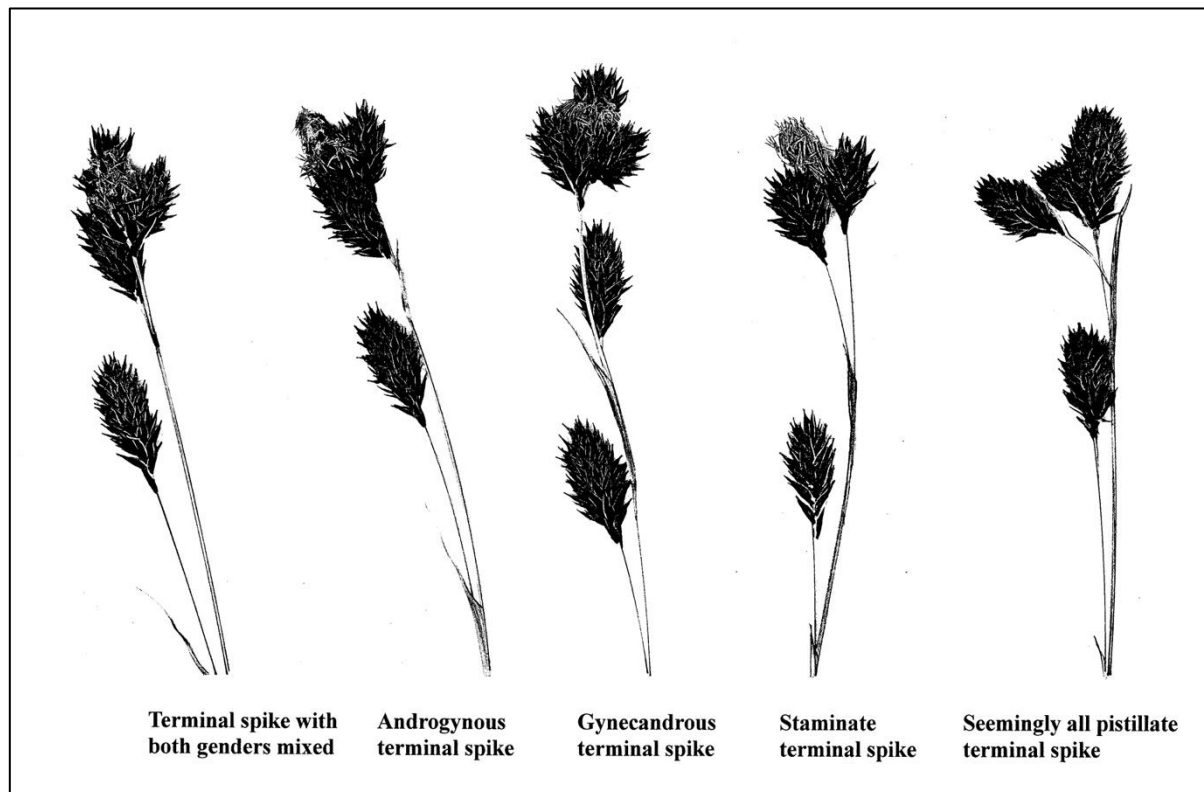 Terminal spike with
both genders mixed
Androgynous
terminal spike
Gynecandrous
terminal spike
Staminate
terminal spike
Seemingly all pistillate
terminal spike